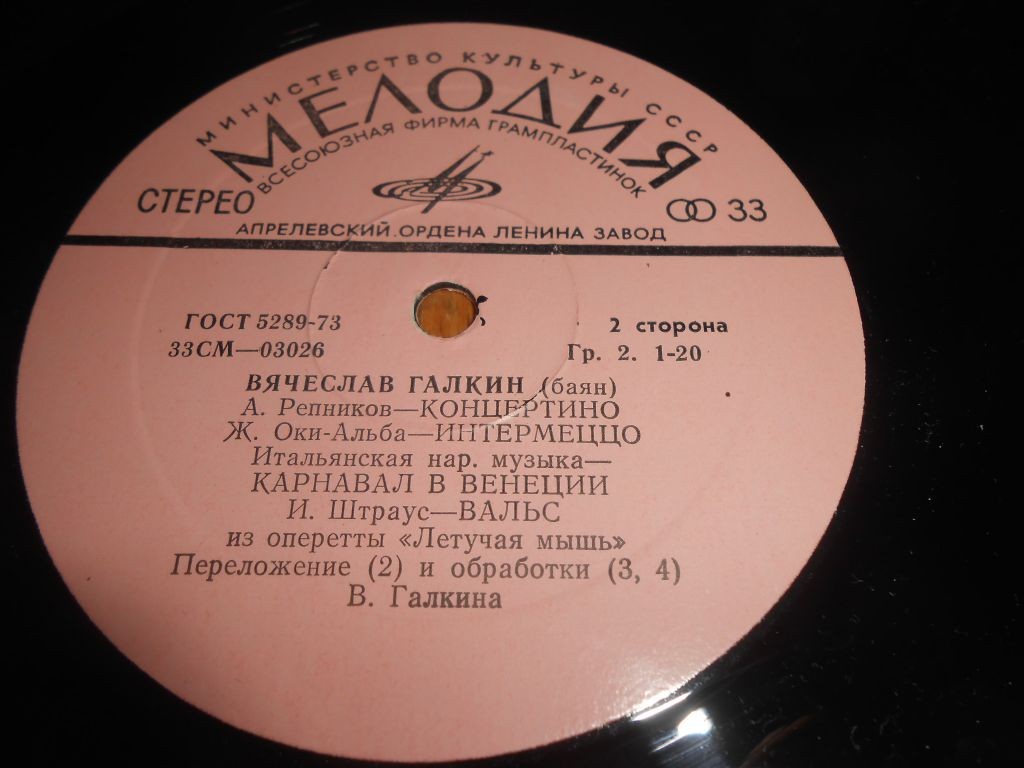 МИНИСТЕРСТВО КУЛЬТУРЫ СССР
МЕЛОДИЯ
ВСЕСОЮЗНАЯ ФИРМА ГРАМПЛАСТИНОК
СТЕРЕО
33
АПРЕЛЕВСКИЙ ОРДЕНА ЛЕНИНА ЗАВОД
ГОСТ 5289-73
2 сторона
33СМ—03026
Гр. 2. 1-20
ВЯЧЕСЛАВ ГАЛКИН (баян)
А. Репников—КОНЦЕРТИНО
Ж. Оки-Альба—ИНТЕРМЕЦЦО
Итальянская нар. музыка—
КАРНАВАЛ В ВЕНЕЦИИ
И. Штраус—ВАЛЬС
из оперетты «Летучая мышь»
Переложение (2) и обработки (3, 4)
В. Галкина